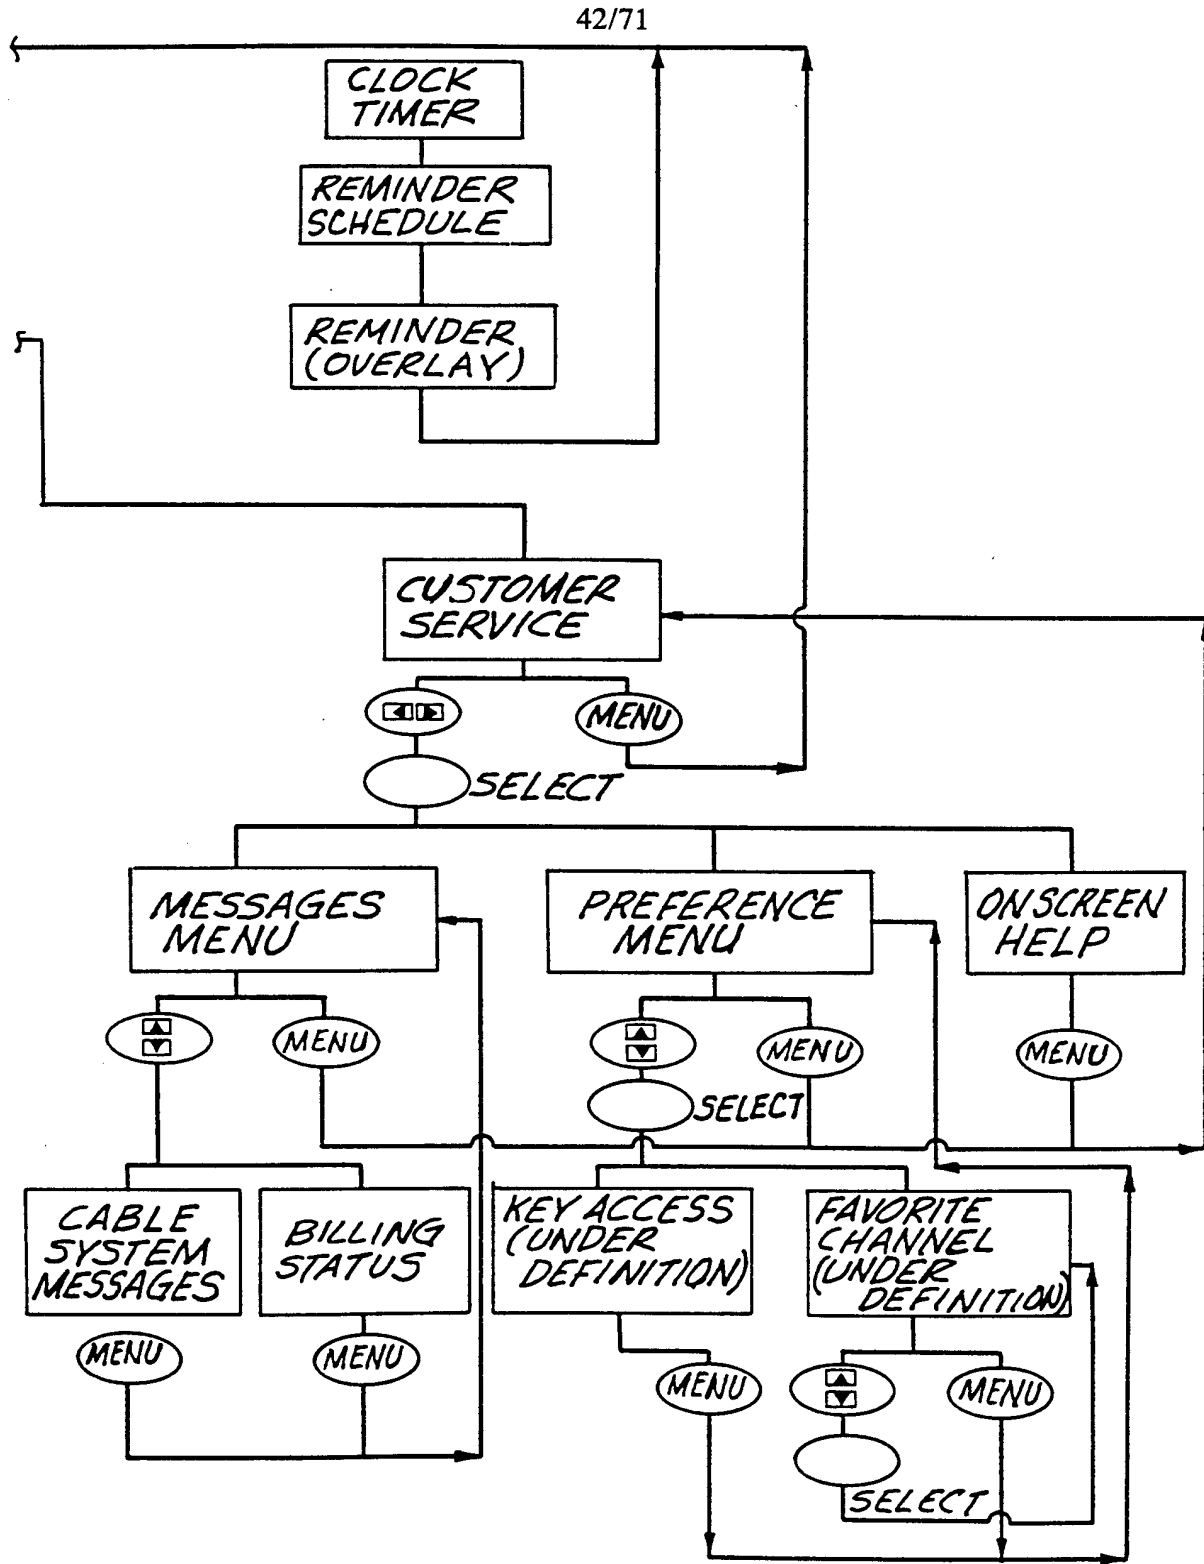 42/71
CLOCK
TIMER
REMINDER
SCHEDULE
REMINDER
(OVERLAY)
CUSTOMER
SERVICE
MENU
SELECT
MESSAGES
MENU
PREFERENCE
MENU
ONSCREEN
HELP
MENU
MENU
MENU
SELECT
CABLE
SYSTEM
MESSAGES
BILLING
STATUS
KEY ACCESS
(UNDER
DEFINITION)
FAVORITE
CHANNEL
(UNDER
DEFINITION)
MENU
MENU
MENU
MENU
SELECT